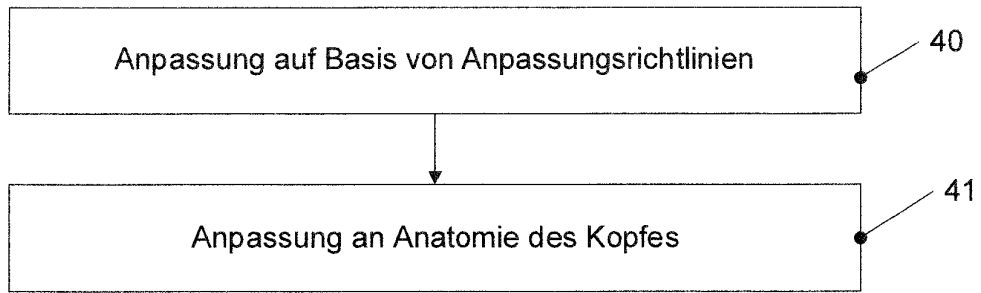 Anpassung auf Basis von Anpassungsrichtlinien
40
Anpassung an Anatomie des Kopfes
41